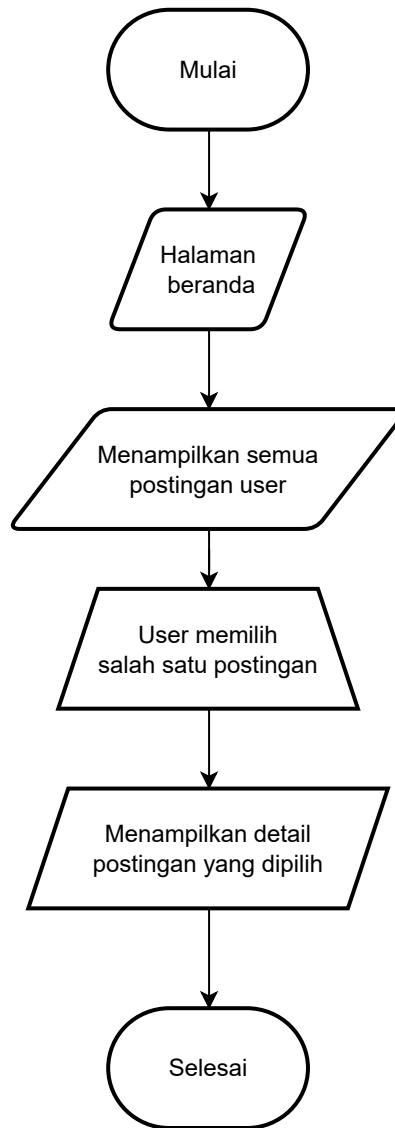 Mulai
Halaman
beranda
Menampilkan semua
postingan user
User memilih
salah satu postingan
Menampilkan detail
postingan yang dipilih
Selesai